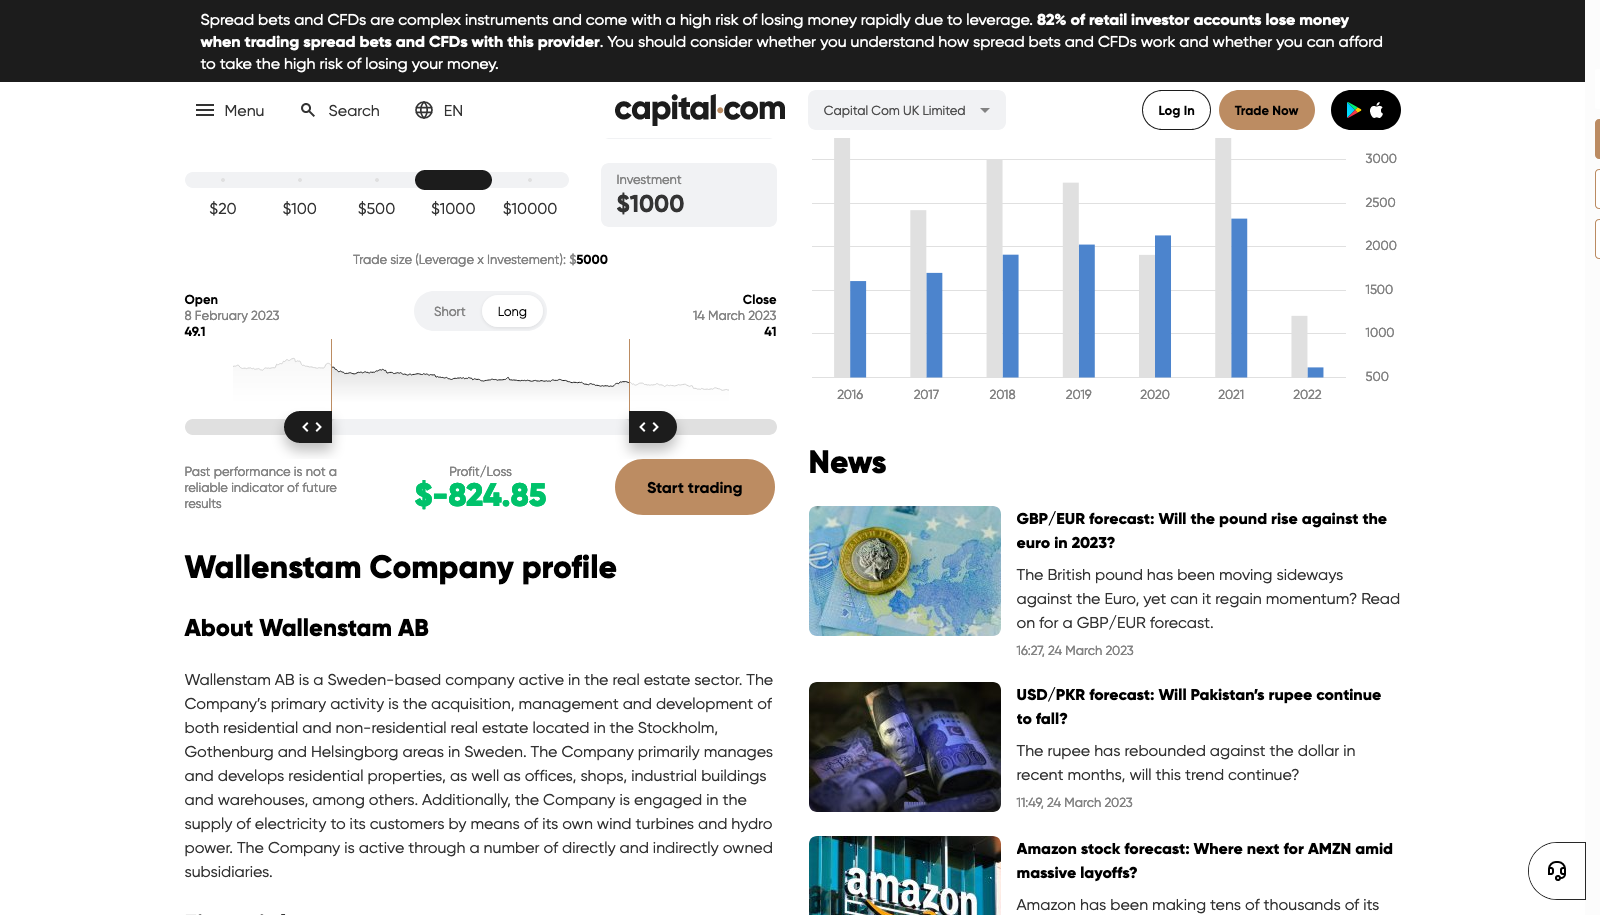 Spread bets and CFDs are complex instruments and come with a high risk of losing money rapidly due to leverage. 82% of retail investor accounts lose money
when trading spread bets and CFDs with this provider. You should consider whether you understand how spread bets and CFDs work and whether you can afford
to take the high risk of losing your money.
Menu
Search
EN
capital.com
Capital Com UK Limited
Log In
Trade Now
$20
$100
$500
$1000
$10000
Investment
$1000
Trade size (Leverage x Investement): $5000
Open
8 February 2023
49.1
Short
Long
Close
14 March 2023
41
Past performance is not a
reliable indicator of future
results
Profit/Loss
$-824.85
Start trading
Wallenstam Company profile
About Wallenstam AB
Wallenstam AB is a Sweden-based company active in the real estate sector. The
Company's primary activity is the acquisition, management and development of
both residential and non-residential real estate located in the Stockholm,
Gothenburg and Helsingborg areas in Sweden. The Company primarily manages
and develops residential properties, as well as offices, shops, industrial buildings
and warehouses, among others. Additionally, the Company is engaged in the
supply of electricity to its customers by means of its own wind turbines and hydro
power. The Company is active through a number of directly and indirectly owned
subsidiaries.
3000
2500
2000
1500
1000
500
2016
2017
2018
2019
2020
2021
2022
News
GBP/EUR forecast: Will the pound rise against the
euro in 2023?
The British pound has been moving sideways
against the Euro, yet can it regain momentum? Read
on for a GBP/EUR forecast.
16:27, 24 March 2023
USD/PKR forecast: Will Pakistan's rupee continue
to fall?
The rupee has rebounded against the dollar in
recent months, will this trend continue?
11:49, 24 March 2023
amazon
Amazon stock forecast: Where next for AMZN amid
massive layoffs?
Amazon has been making tens of thousands of its